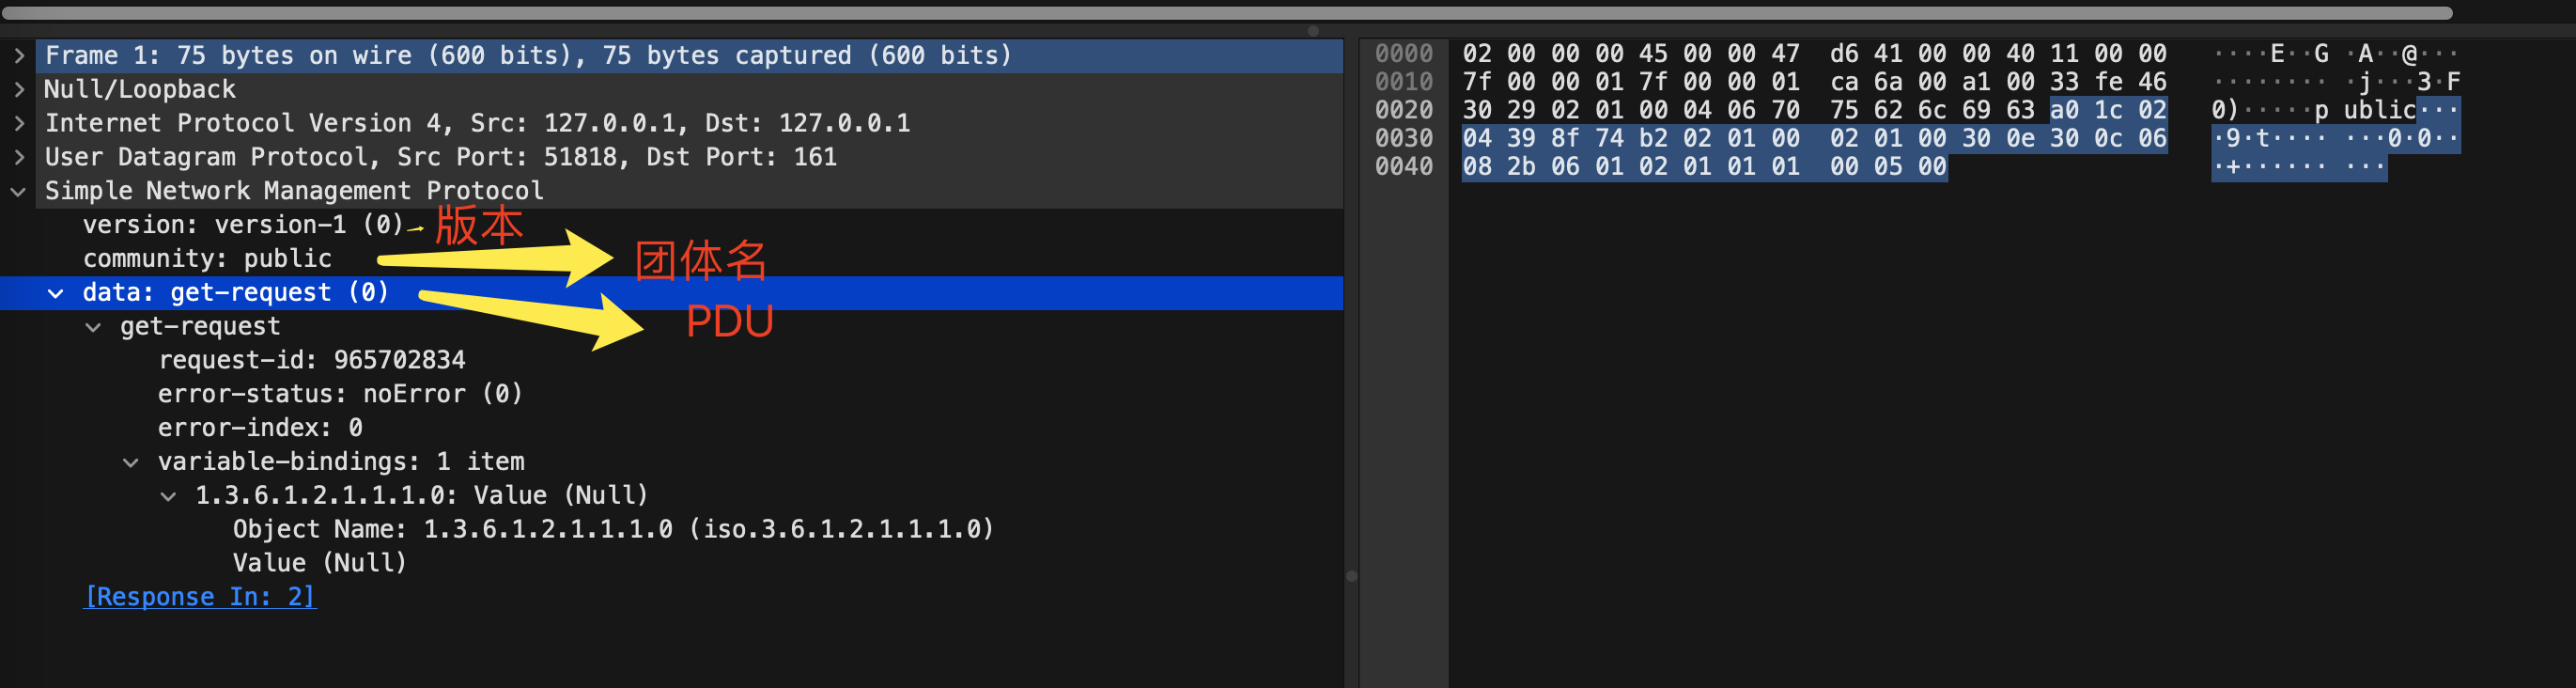 Frame 1: 75 bytes on wire (600 bits), 75 bytes captured (600 bits)
Null/Loopback
Internet Protocol Version 4, Src: 127.0.0.1, Dst: 127.0.0.1
User Datagram Protocol, Src Port: 51818, Dst Port: 161
Simple Network Management Protocol
version: version-1 (0) 版本
community: public 团体名
data: get-request (0) PDU
get-request
request-id: 965702834
error-status: noError (0)
error-index: 0
variable-bindings: 1 item
1.3.6.1.2.1.1.1.0: Value (Null)
Object Name: 1.3.6.1.2.1.1.1.0 (iso.3.6.1.2.1.1.1.0)
Value (Null)
[Response In: 2]
0000 02 00 00 00 45 00 00 47 d6 41 00 00 40 11 00 00 ····E··G ·A··@···
0010 7f 00 00 01 7f 00 00 01 ca 6a 00 a1 00 33 fe 46 ········ ·j···3·F
0020 30 29 02 01 00 04 06 70 75 62 6c 69 63 a0 1c 02 0)·····p ublic···
0030 04 39 8f 74 b2 02 01 00 02 01 00 30 0e 30 0c 06 ·9·t···· ···0·0··
0040 08 2b 06 01 02 01 01 01 00 05 00 ·+······ ···